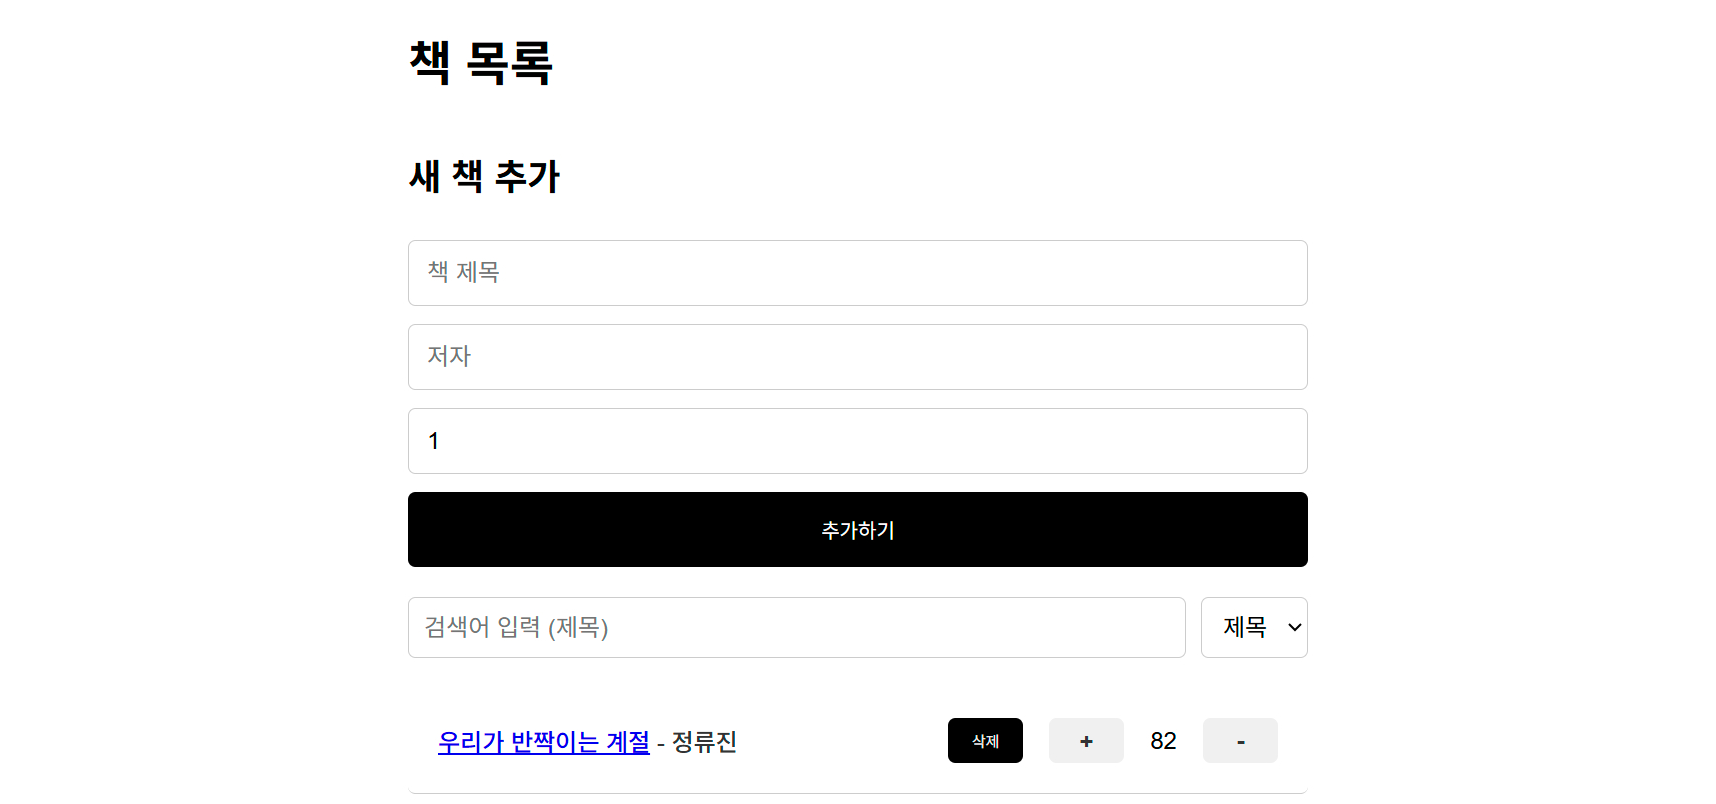 책 목록
새 책 추가
책 제목
저자
1
추가하기
검색어 입력 (제목) 제목
우리가 반짝이는 계절 - 정류진 삭제 + 82 -